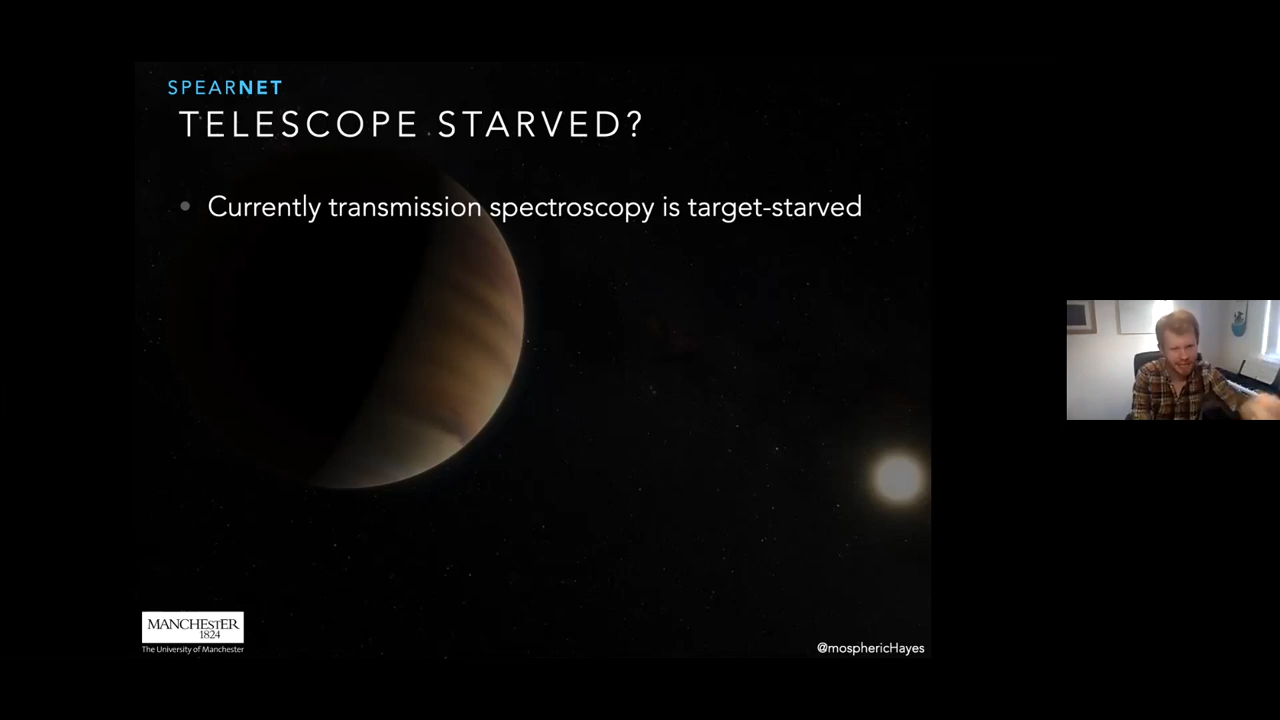 SPEARNET
TELESCOPE STARVED?
Currently transmission spectroscopy is target-starved
MANCHESTER
1824
The University of Manchester
@mosphericHayes